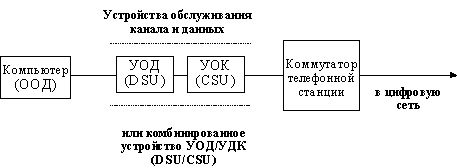 Устройства обслуживания
канала и данных
Компьютер
(ООД)
УОД
(DSU)
УОК
(CSU)
Коммутатор
телефонной
станции
в цифровую
сеть
или комбинированное
устройство УОД/УДК
(DSU/CSU)